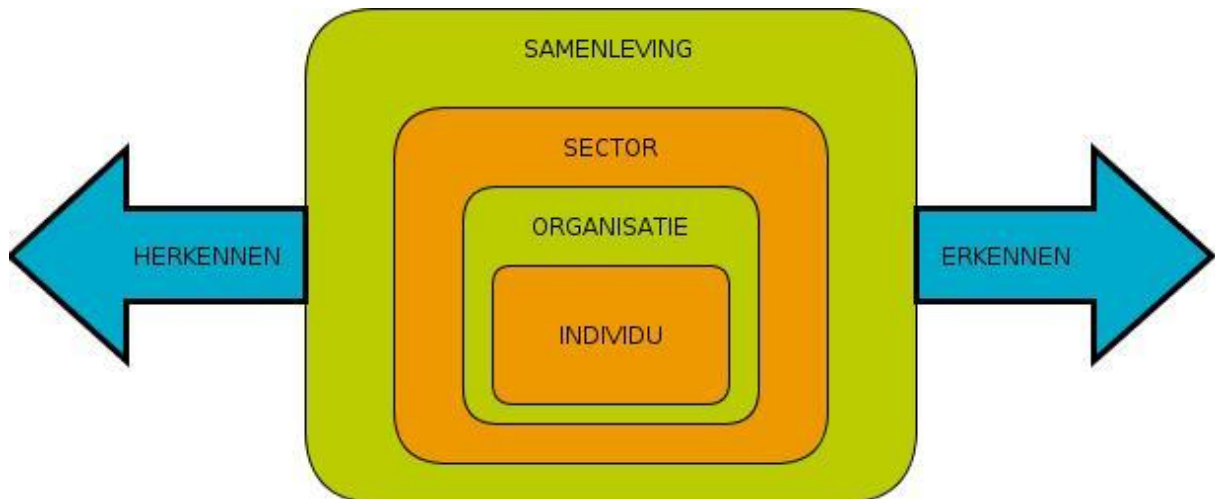 SAMENLEVING
SECTOR
ORGANISATIE
HERKENNEN
ERKENNEN
INDIVIDU